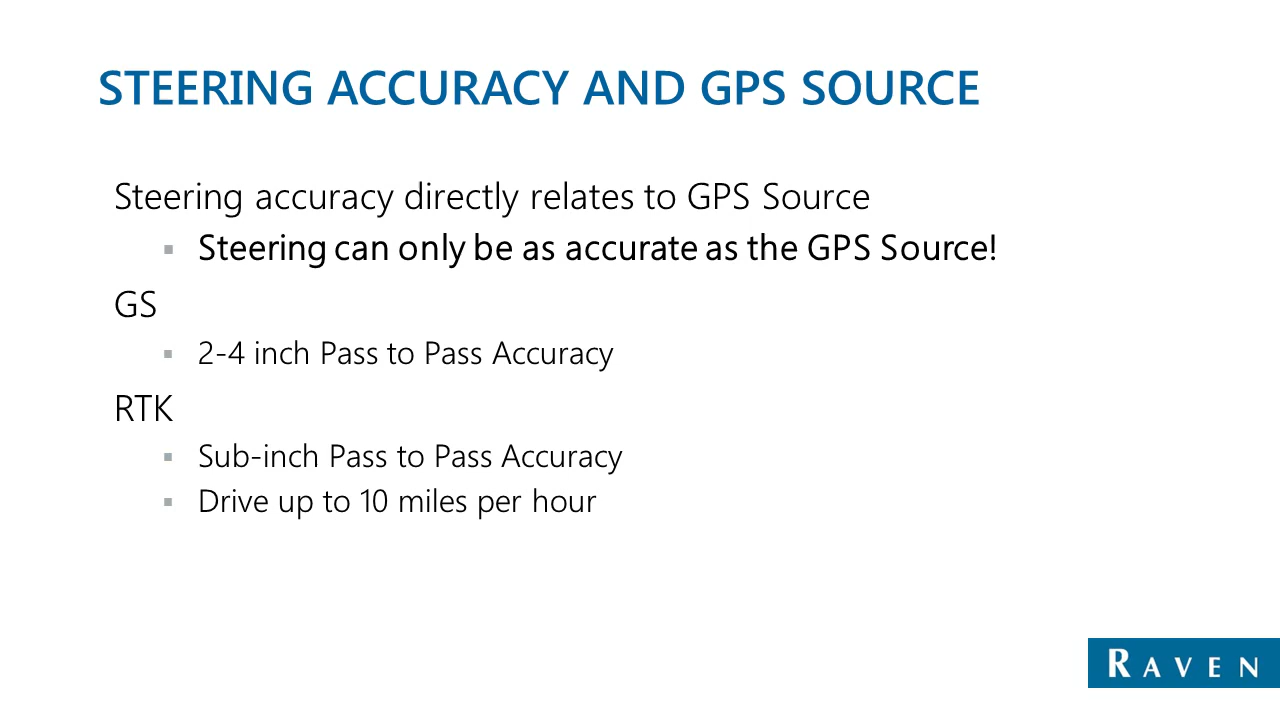 STEERING ACCURACY AND GPS SOURCE
Steering accuracy directly relates to GPS Source
▪ Steering can only be as accurate as the GPS Source!
GS
▪ 2-4 inch Pass to Pass Accuracy
RTK
▪ Sub-inch Pass to Pass Accuracy
▪ Drive up to 10 miles per hour
RAVEN